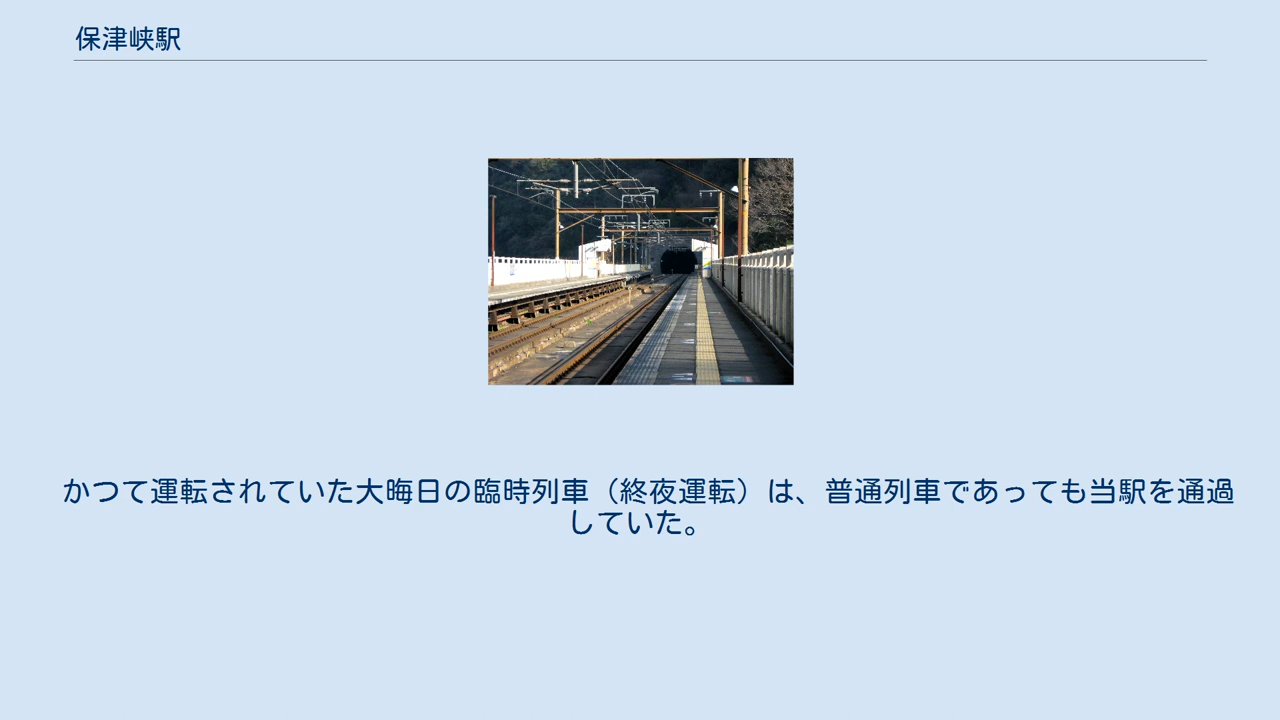 保津峡駅
かつて運転されていた大晦日の臨時列車（終夜運転）は、普通列車であっても当駅を通過
していた。